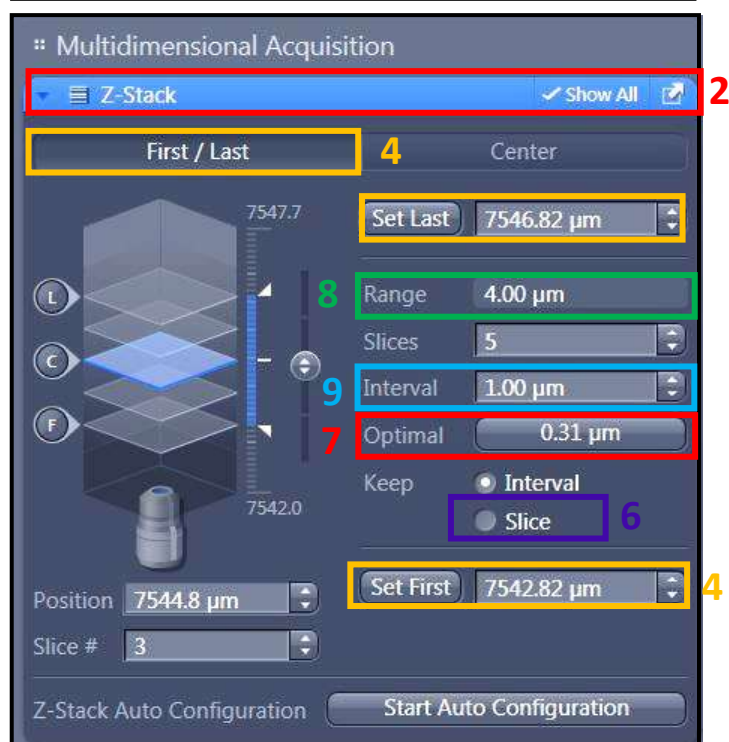 Multidimensional Acquisition
Z-Stack Show All 2
First / Last 4 Center
7547.7 Set Last 7546.82 µm
L 8 Range 4.00 µm
Slices 5
C 9 Interval 1.00 µm
F 7 Optimal 0.31 µm
Keep Interval
7542.0 Slice 6
Set First 7542.82 µm 4
Position 7544.8 µm
Slice # 3
Z-Stack Auto Configuration Start Auto Configuration